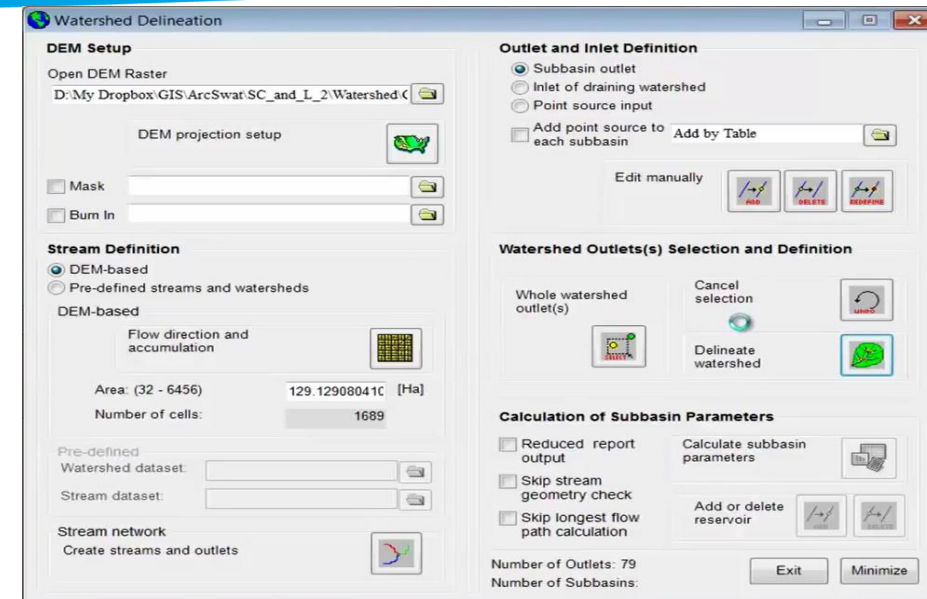 Watershed Delineation
DEM Setup
Open DEM Raster
D:\My Dropbox\GIS\ArcSwat\SC_and_L_2\Watershed\
DEM projection setup
Mask
Burn In
Stream Definition
DEM-based
Pre-defined streams and watersheds
DEM-based
Flow direction and
accumulation
Area: (32 - 6456)
129.12908041
[Ha]
Number of cells:
1689
Pre-defined
Watershed dataset:
Stream dataset:
Stream network
Create streams and outlets
Outlet and Inlet Definition
Subbasin outlet
Inlet of draining watershed
Point source input
Add point source to
each subbasin
Add by Table
Edit manually
ADD
DELETE
REDEFINE
Watershed Outlets(s) Selection and Definition
Whole watershed
outlet(s)
SELECT
Cancel
selection
UNDO
Delineate
watershed
Calculation of Subbasin Parameters
Reduced report
output
Skip stream
geometry check
Skip longest flow
path calculation
Calculate subbasin
parameters
Add or delete
reservoir
ADD
DELETE
Number of Outlets: 79
Number of Subbasins:
Exit
Minimize